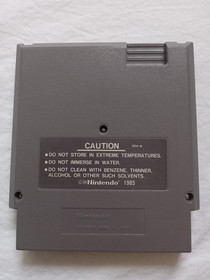 CAUTION
• DO NOT STORE IN EXTREME TEMPERATURES.
• DO NOT IMMERSE IN WATER.
• DO NOT CLEAN WITH BENZENE, THINNER,
ALCOHOL OR OTHER SUCH SOLVENTS.
© Nintendo 1985